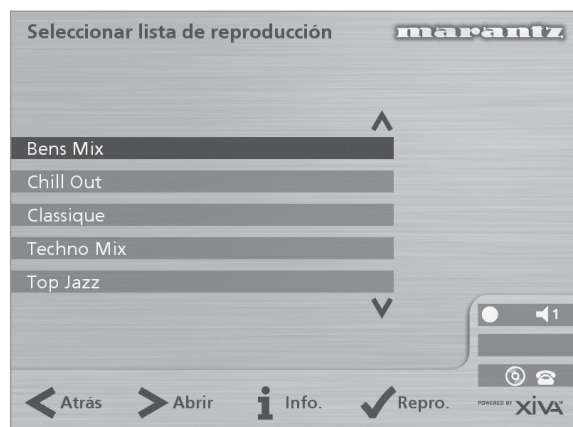 Seleccionar lista de reproducción
marantz
Bens Mix
Chill Out
Classique
Techno Mix
Top Jazz
1
Atrás
Abrir
Info.
Repro.
POWERED BY XiVA™